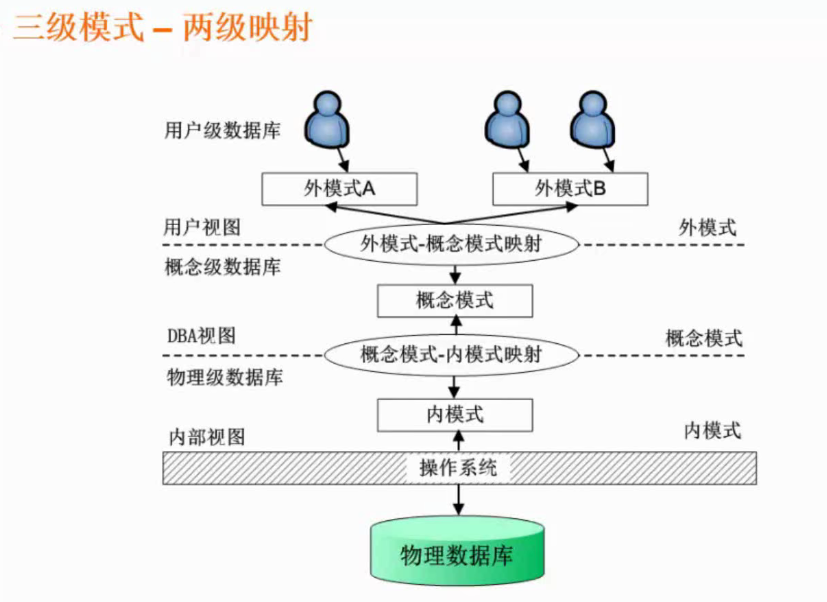 三级模式 – 两级映射
用户级数据库
外模式A
外模式B
用户视图
外模式
外模式-概念模式映射
概念级数据库
概念模式
DBA视图
概念模式
概念模式-内模式映射
物理级数据库
内模式
内部视图
内模式
操作系统
物理数据库